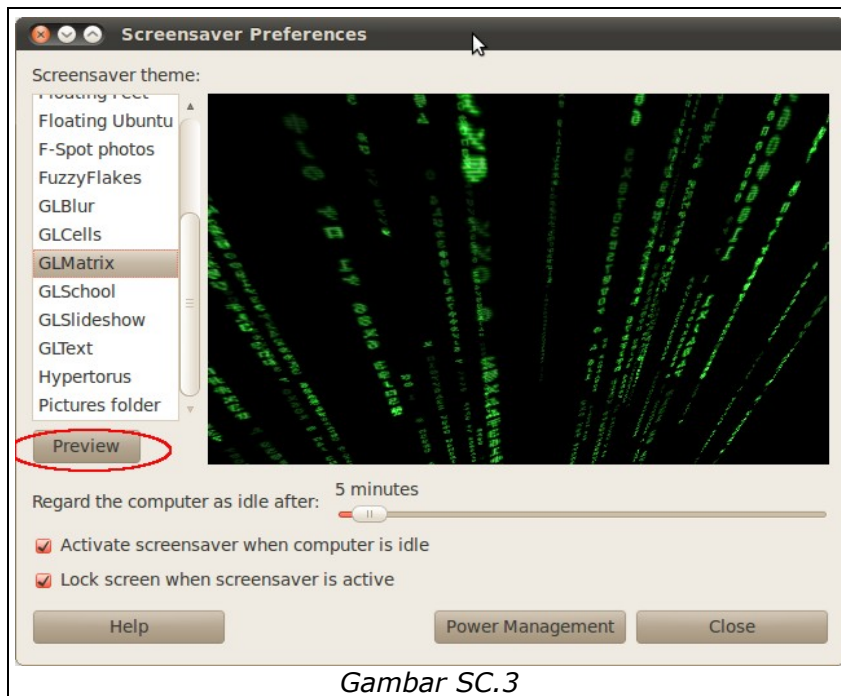 Screensaver Preferences
Screensaver theme:
Floating Feet
Floating Ubuntu
F-Spot photos
FuzzyFlakes
GLBlur
GLCells
GLMatrix
GLSchool
GLSlideshow
GLText
Hypertorus
Pictures folder
Preview
Regard the computer as idle after: 5 minutes
Activate screensaver when computer is idle
Lock screen when screensaver is active
Help Power Management Close
Gambar SC.3